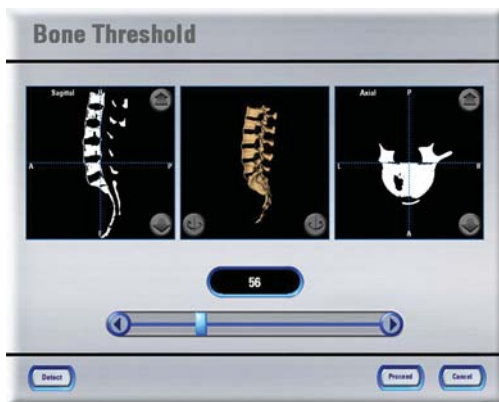 Bone Threshold
Sagittal
H
A
P
F
Axial
P
L
R
A
56
Detect
Proceed
Cancel